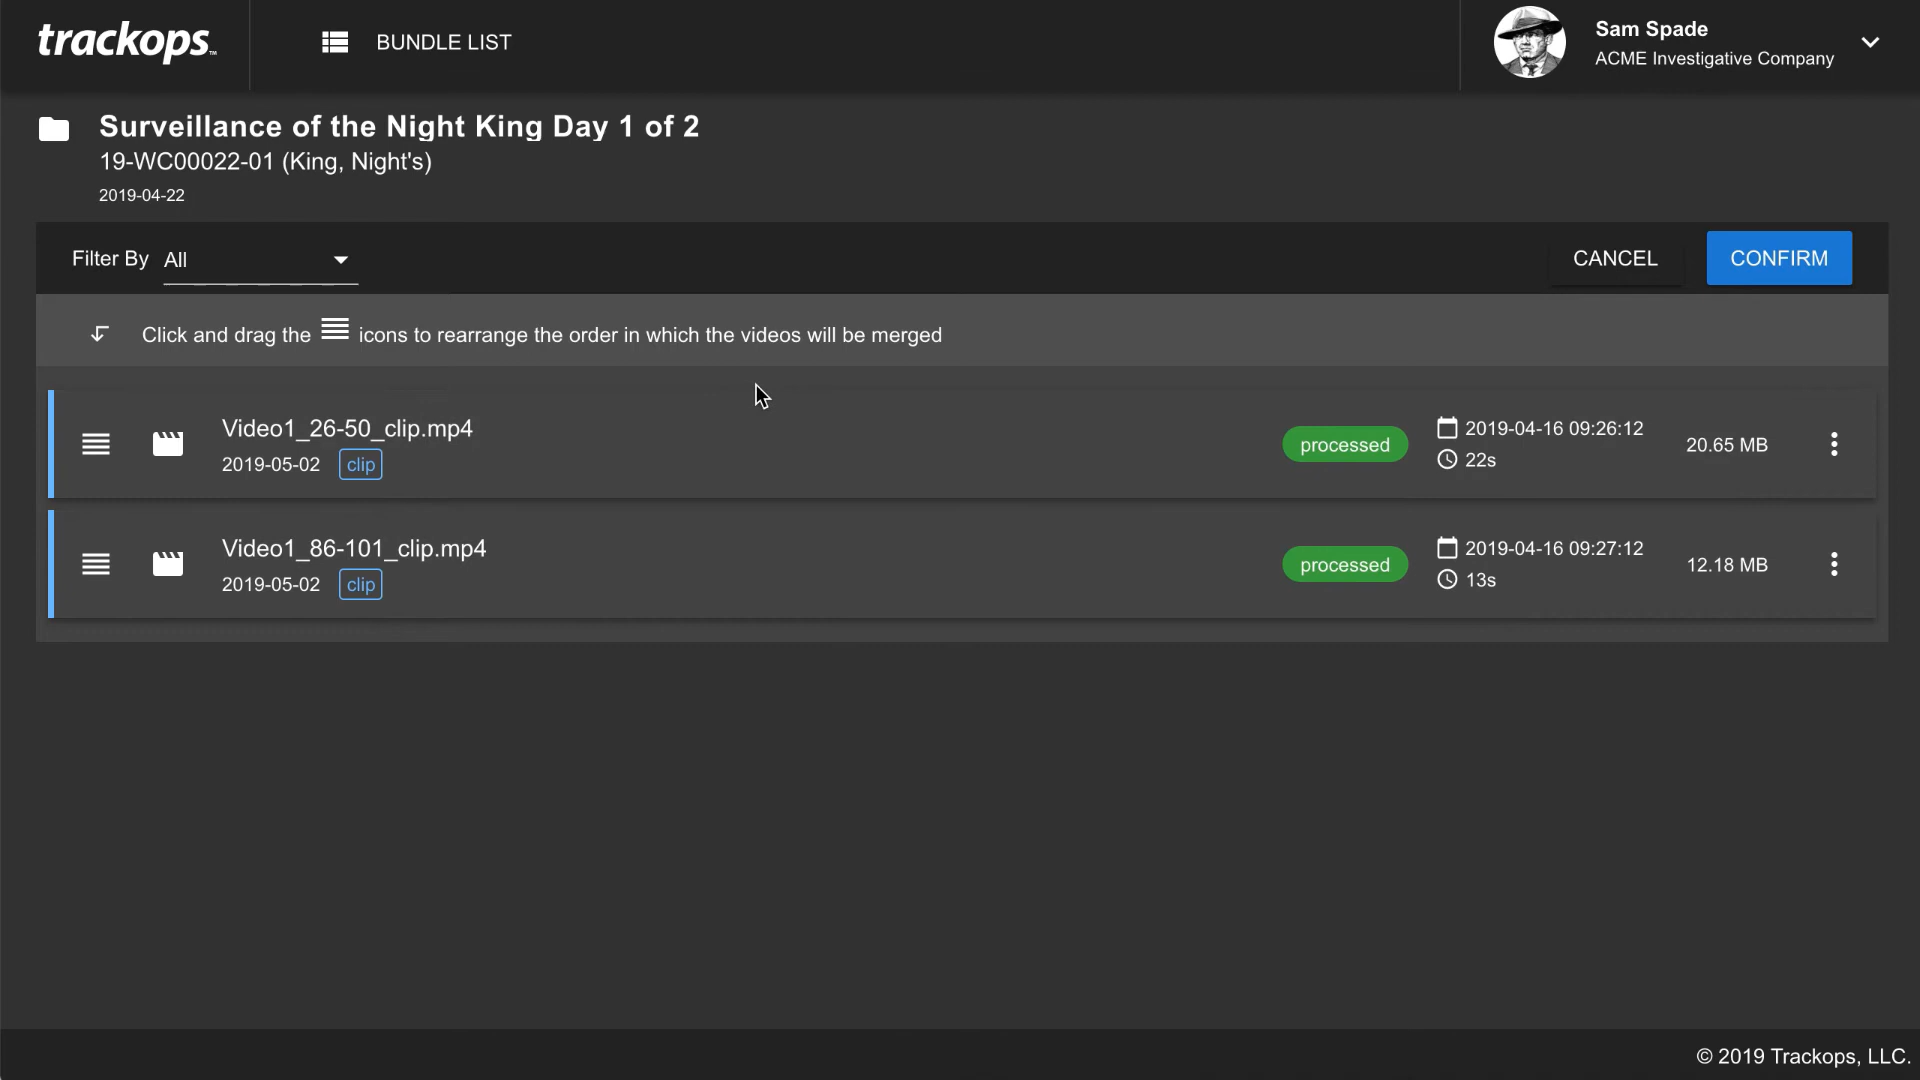 trackops™
BUNDLE LIST
Sam Spade
ACME Investigative Company
Surveillance of the Night King Day 1 of 2
19-WC00022-01 (King, Night's)
2019-04-22
Filter By All
CANCEL
CONFIRM
Click and drag the icons to rearrange the order in which the videos will be merged
Video1_26-50_clip.mp4
2019-05-02 clip
processed
2019-04-16 09:26:12
22s
20.65 MB
Video1_86-101_clip.mp4
2019-05-02 clip
processed
2019-04-16 09:27:12
13s
12.18 MB
© 2019 Trackops, LLC.